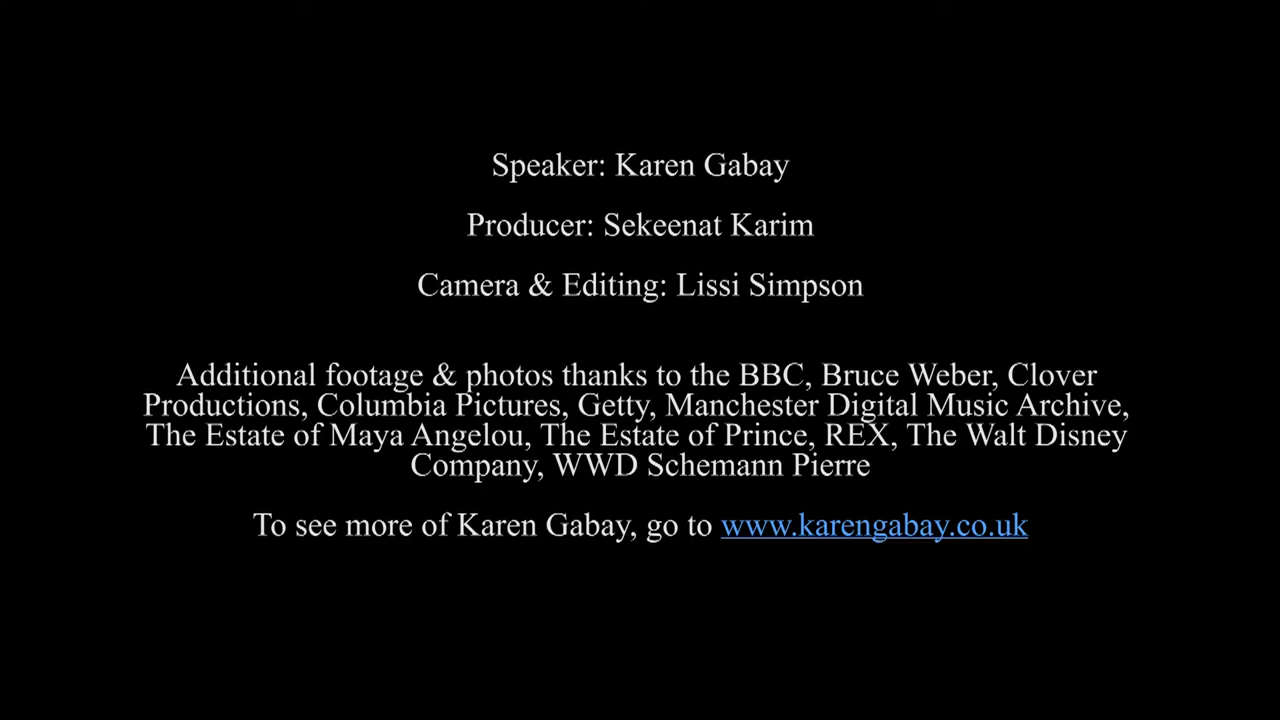 Speaker: Karen Gabay
Producer: Sekeenat Karim
Camera & Editing: Lissi Simpson
Additional footage & photos thanks to the BBC, Bruce Weber, Clover
Productions, Columbia Pictures, Getty, Manchester Digital Music Archive,
The Estate of Maya Angelou, The Estate of Prince, REX, The Walt Disney
Company, WWD Schemann Pierre
To see more of Karen Gabay, go to www.karengabay.co.uk